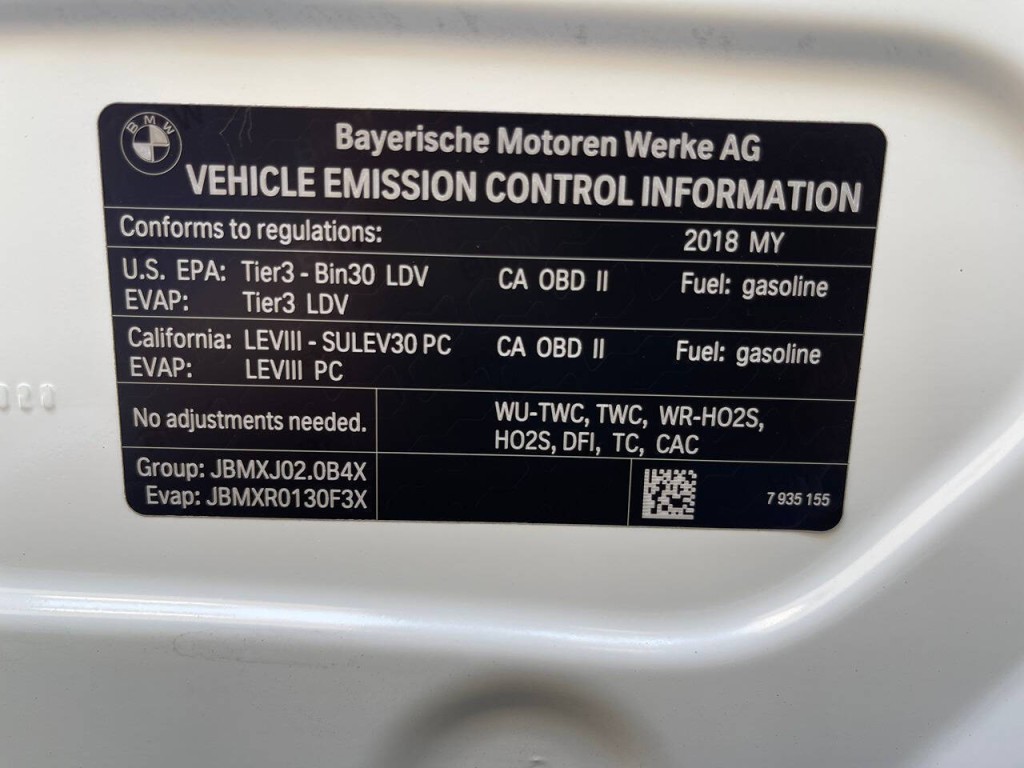 BMW
Bayerische Motoren Werke AG
VEHICLE EMISSION CONTROL INFORMATION
Conforms to regulations: 2018 MY
U.S. EPA: Tier3 - Bin30 LDV CA OBD II Fuel: gasoline
EVAP: Tier3 LDV
California: LEVIII - SULEV30 PC CA OBD II Fuel: gasoline
EVAP: LEVIII PC
No adjustments needed.
WU-TWC, TWC, WR-HO2S,
HO2S, DFI, TC, CAC
Group: JBMXJ02.0B4X
Evap: JBMXR0130F3X
7 935 155